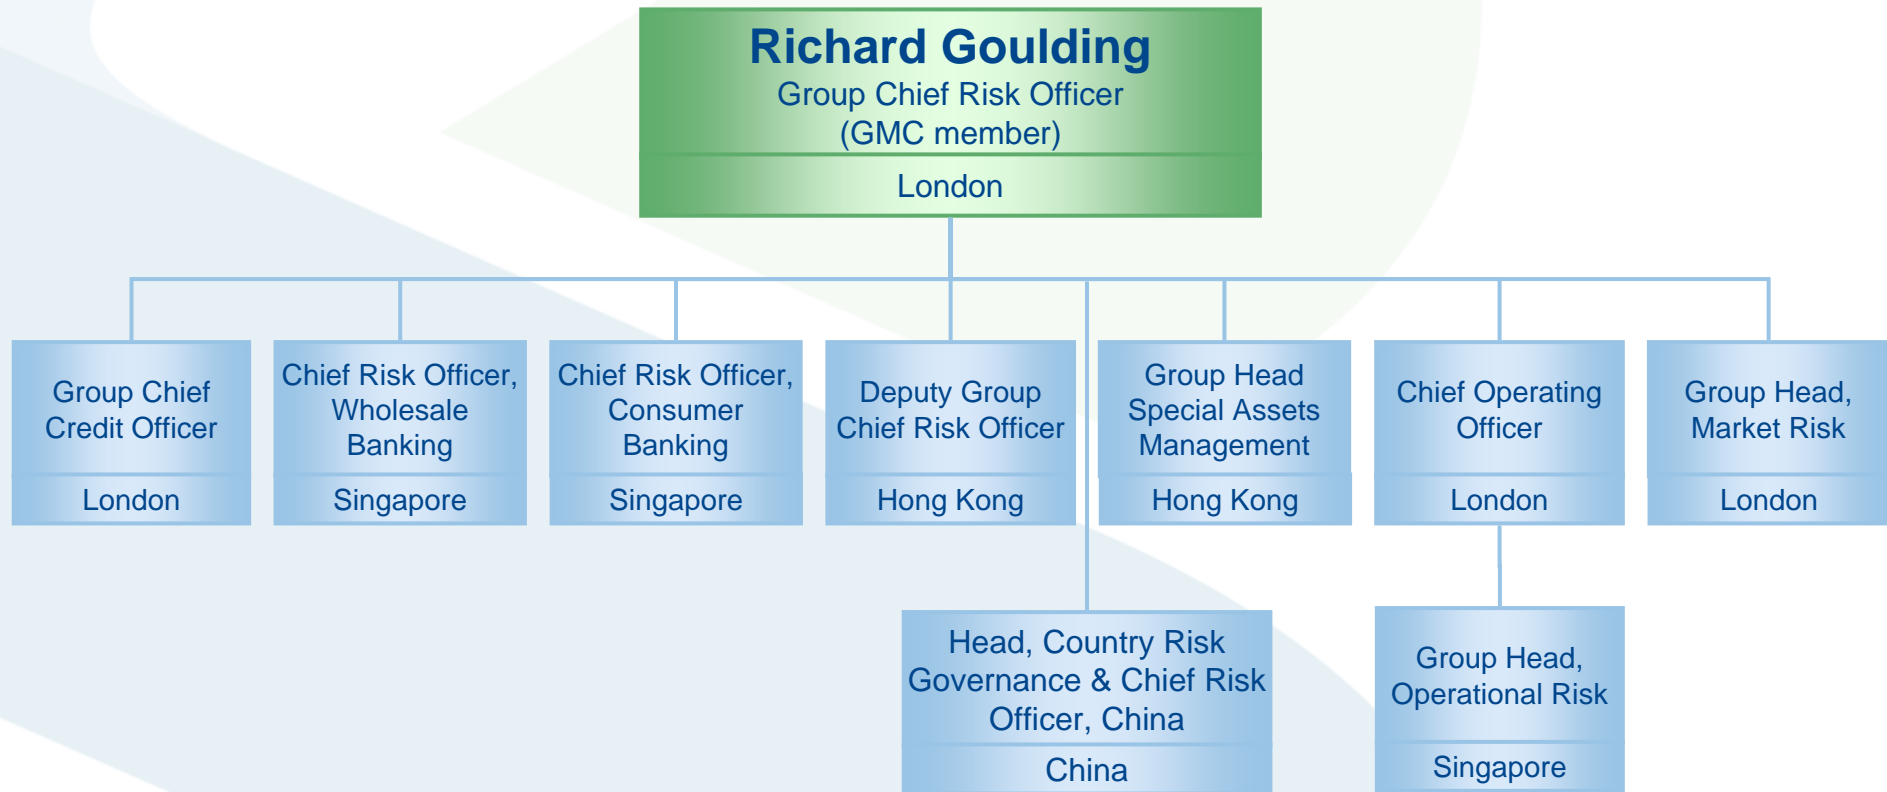 Richard Goulding
Group Chief Risk Officer
(GMC member)
London
Group Chief
Credit Officer
London
Chief Risk Officer,
Wholesale
Banking
Singapore
Chief Risk Officer,
Consumer
Banking
Singapore
Deputy Group
Chief Risk Officer
Hong Kong
Group Head
Special Assets
Management
Hong Kong
Chief Operating
Officer
London
Group Head,
Market Risk
London
Head, Country Risk
Governance & Chief Risk
Officer, China
China
Group Head,
Operational Risk
Singapore